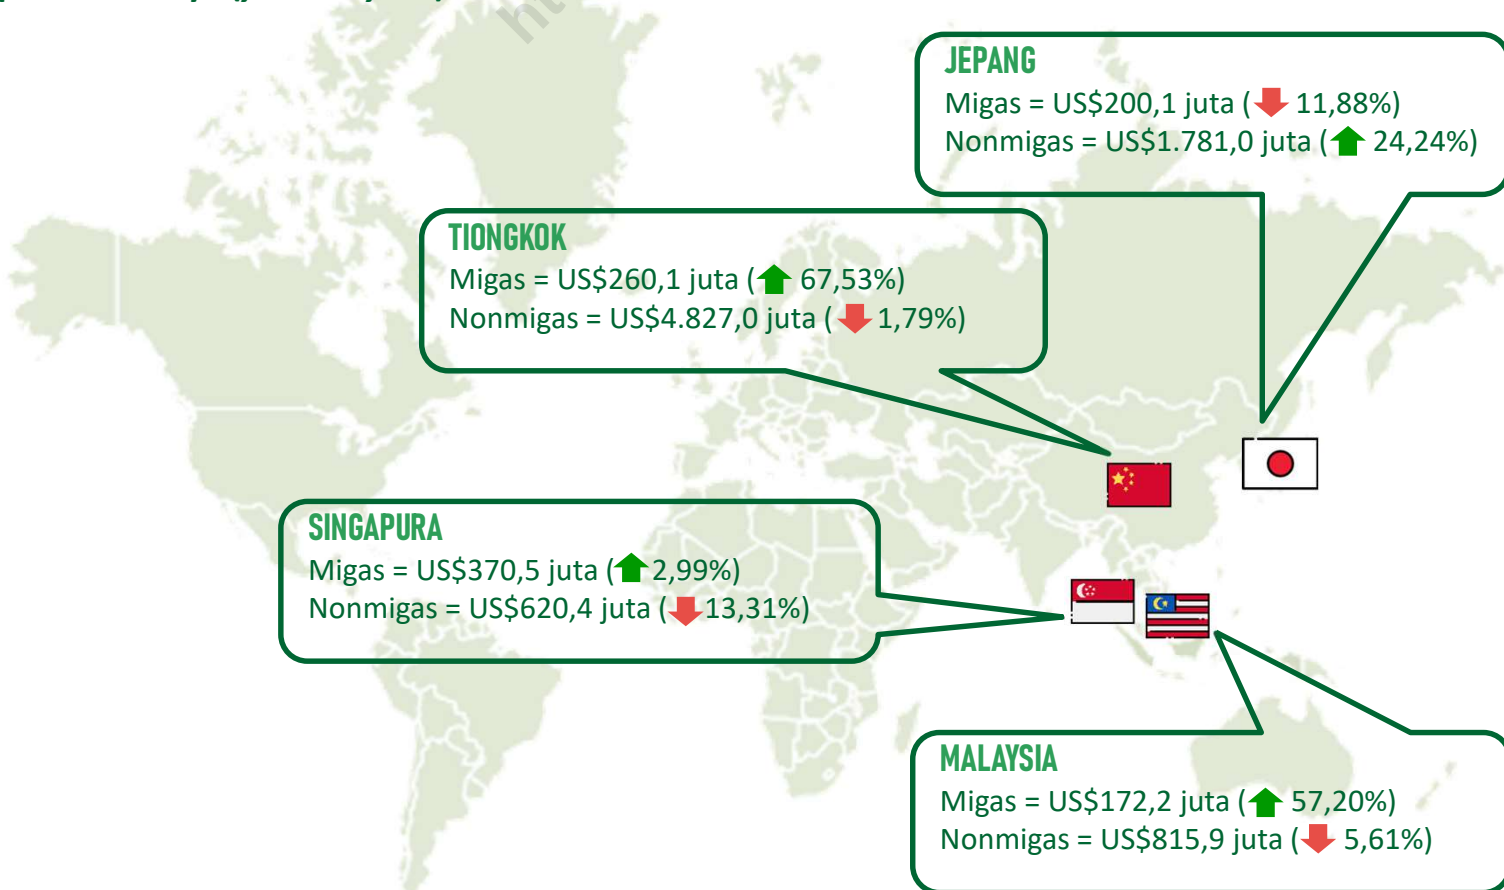 JEPANG
Migas = US$200,1 juta ( 11,88%)
Nonmigas = US$1.781,0 juta ( 24,24%)
TIONGKOK
Migas = US$260,1 juta ( 67,53%)
Nonmigas = US$4.827,0 juta ( 1,79%)
SINGAPURA
Migas = US$370,5 juta ( 2,99%)
Nonmigas = US$620,4 juta ( 13,31%)
MALAYSIA
Migas = US$172,2 juta ( 57,20%)
Nonmigas = US$815,9 juta ( 5,61%)